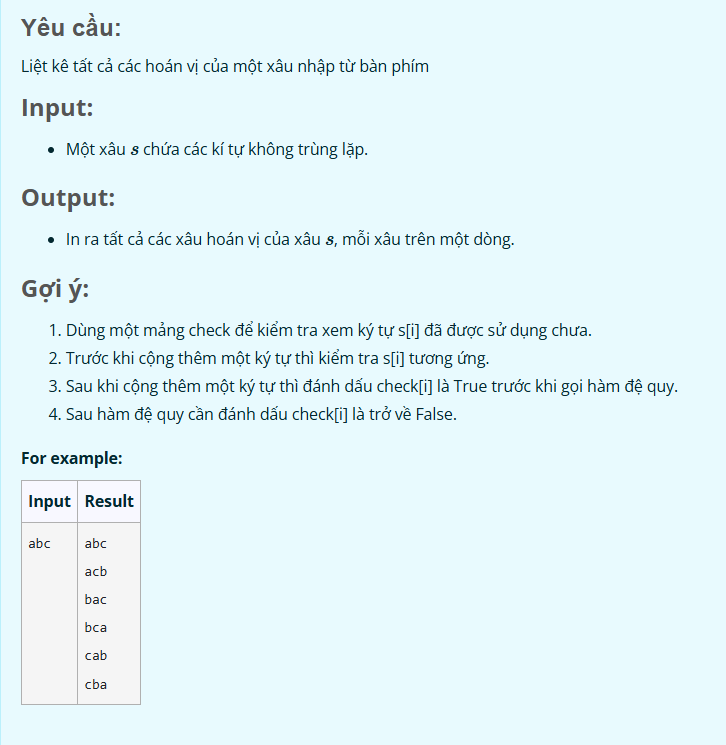 Yêu cầu:
Liệt kê tất cả các hoán vị của một xâu nhập từ bàn phím
Input:
• Một xâu s chứa các kí tự không trùng lặp.
Output:
• In ra tất cả các xâu hoán vị của xâu s, mỗi xâu trên một dòng.
Gợi ý:
1. Dùng một mảng check để kiểm tra xem ký tự s[i] đã được sử dụng chưa.
2. Trước khi cộng thêm một ký tự thì kiểm tra s[i] tương ứng.
3. Sau khi cộng thêm một ký tự thì đánh dấu check[i] là True trước khi gọi hàm đệ quy.
4. Sau hàm đệ quy cần đánh dấu check[i] là trở về False.
For example:
Input Result
abc abc
acb
bac
bca
cab
cba